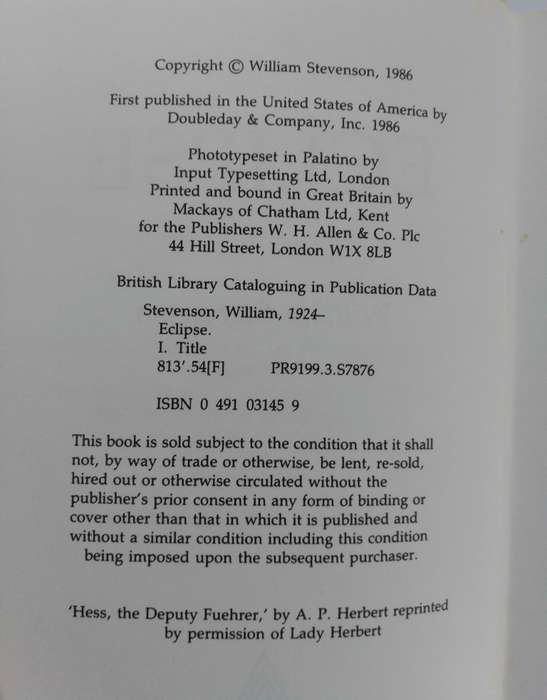 Copyright © William Stevenson, 1986
First published in the United States of America by
Doubleday & Company, Inc. 1986
Phototypeset in Palatino by
Input Typesetting Ltd, London
Printed and bound in Great Britain by
Mackays of Chatham Ltd, Kent
for the Publishers W. H. Allen & Co. Plc
44 Hill Street, London W1X 8LB
British Library Cataloguing in Publication Data
Stevenson, William, 1924–
Eclipse.
I. Title
813'.54[F] PR9199.3.S7876
ISBN 0 491 03145 9
This book is sold subject to the condition that it shall
not, by way of trade or otherwise, be lent, re-sold,
hired out or otherwise circulated without the
publisher's prior consent in any form of binding or
cover other than that in which it is published and
without a similar condition including this condition
being imposed upon the subsequent purchaser.
'Hess, the Deputy Fuehrer,' by A. P. Herbert reprinted
by permission of Lady Herbert